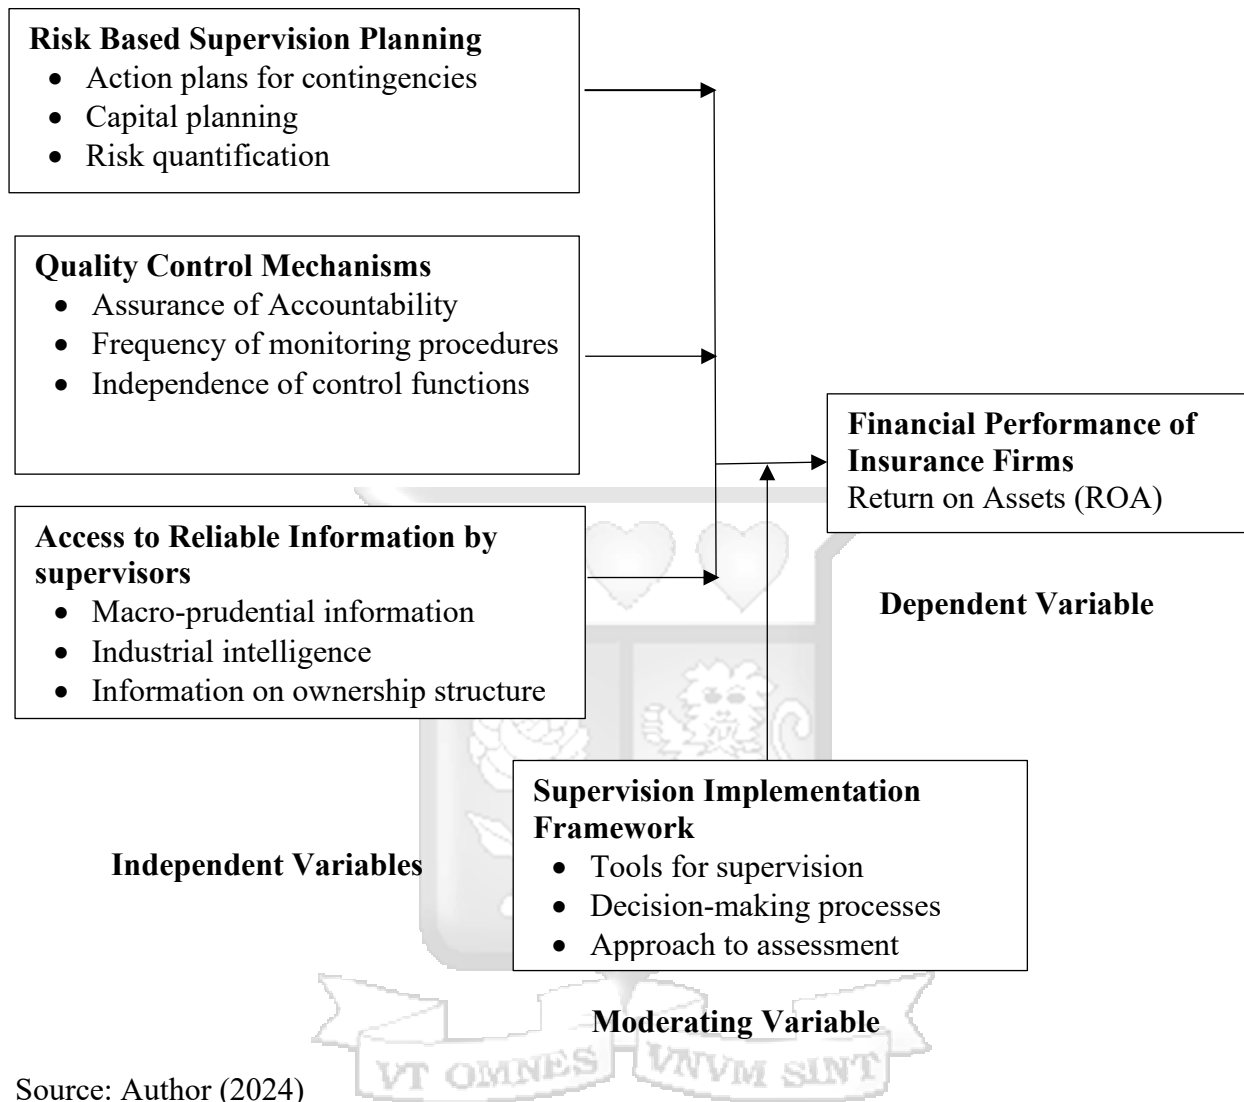 Risk Based Supervision Planning
• Action plans for contingencies
• Capital planning
• Risk quantification
Quality Control Mechanisms
• Assurance of Accountability
• Frequency of monitoring procedures
• Independence of control functions
Financial Performance of
Insurance Firms
Return on Assets (ROA)
Access to Reliable Information by
supervisors
• Macro-prudential information
• Industrial intelligence
• Information on ownership structure
Dependent Variable
Supervision Implementation
Framework
• Tools for supervision
• Decision-making processes
• Approach to assessment
Independent Variables
Moderating Variable
VT OMNES VNVM SINT
Source: Author (2024)